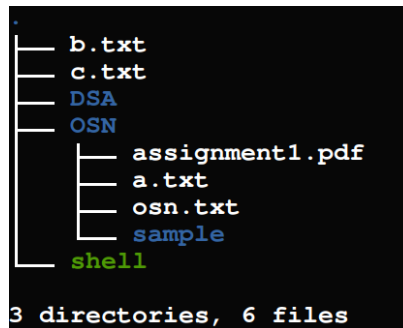 .
b.txt
c.txt
DSA
OSN
assignment1.pdf
a.txt
osn.txt
sample
shell
3 directories, 6 files